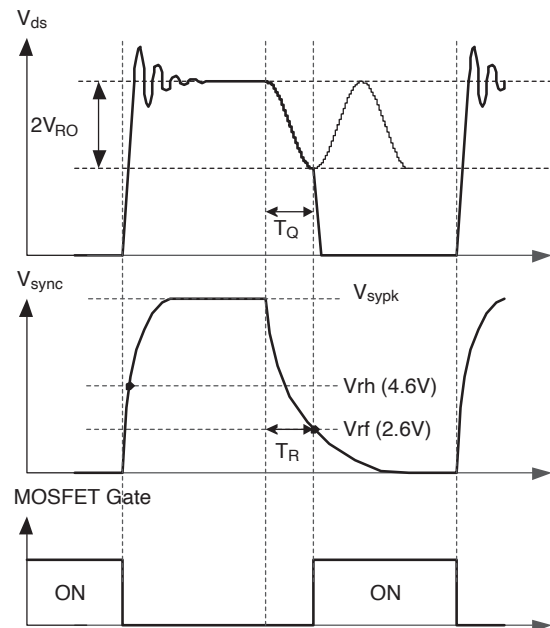 Vds
2VRO
TQ
Vsync
Vsypk
Vrh (4.6V)
Vrf (2.6V)
TR
MOSFET Gate
ON
ON